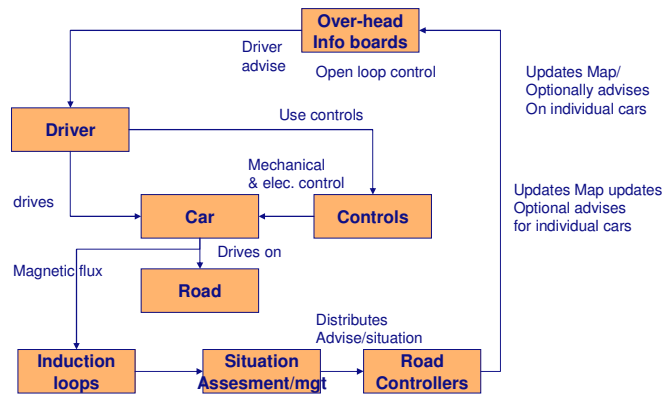 Over-head
Info boards
Driver
advise
Open loop control
Updates Map/
Optionally advises
On individual cars
Driver
Use controls
Mechanical
& elec. control
drives
Car
Controls
Updates Map updates
Optional advises
for individual cars
Drives on
Magnetic flux
Road
Distributes
Advise/situation
Induction
loops
Situation
Assesment/mgt
Road
Controllers